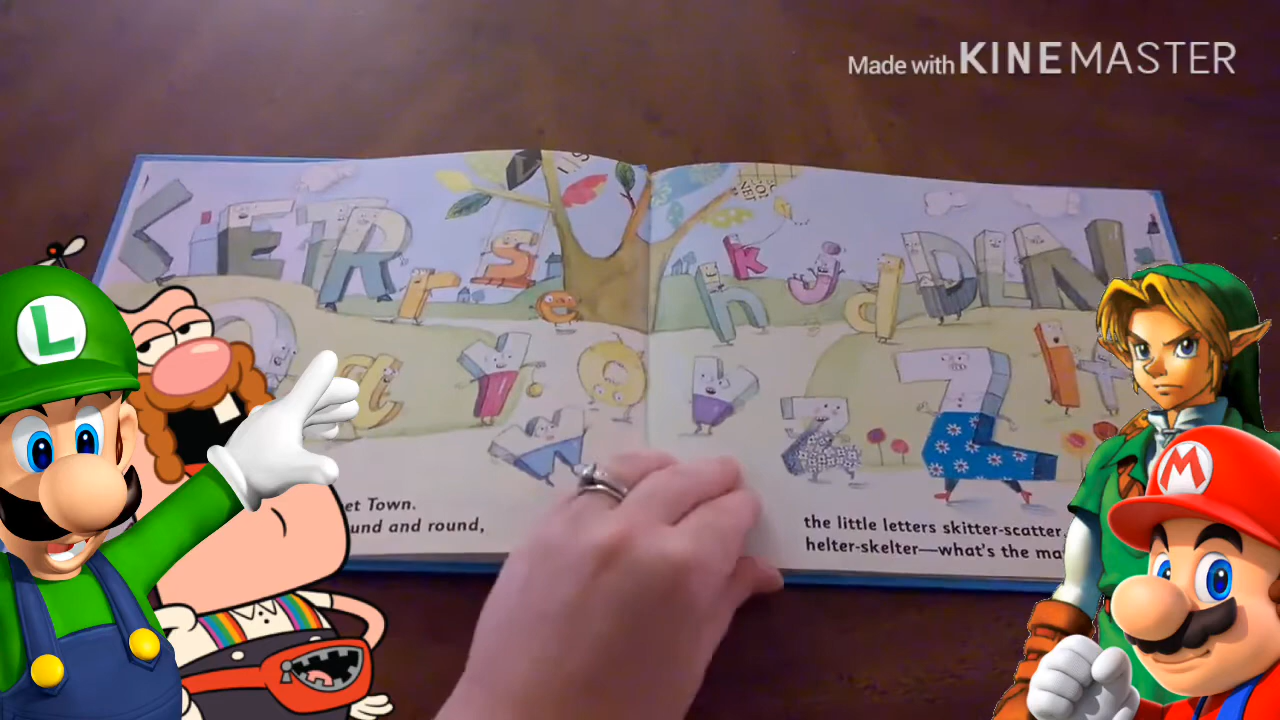 Made with KINEMASTER
et Town.
und and round,
the little letters skitter-scatter,
helter-skelter—what's the ma
L
M